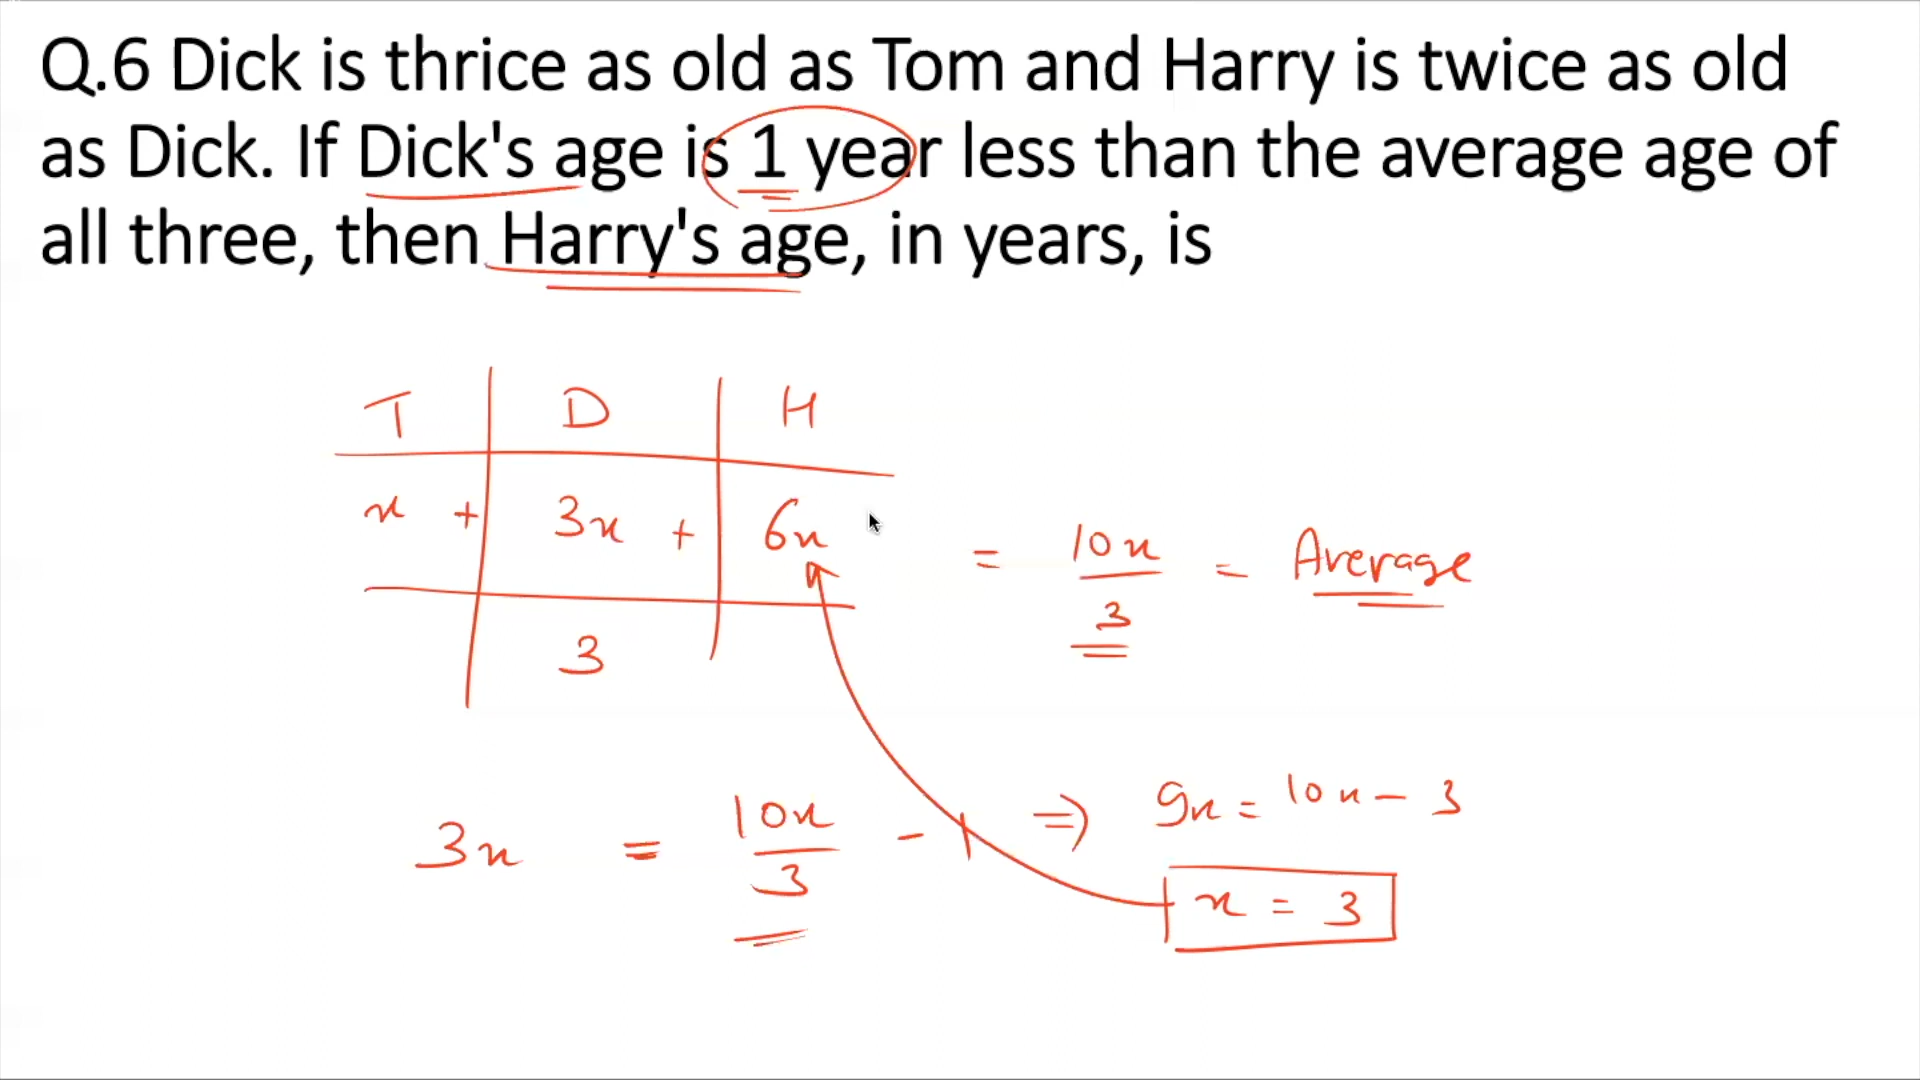 Q.6 Dick is thrice as old as Tom and Harry is twice as old
as Dick. If Dick's age is 1 year less than the average age of
all three, then Harry's age, in years, is
T D H
x + 3x + 6x
3
= 10x/3 = Average
3x = 10x/3 - 1 ⇒ 9x = 10x - 3
x = 3